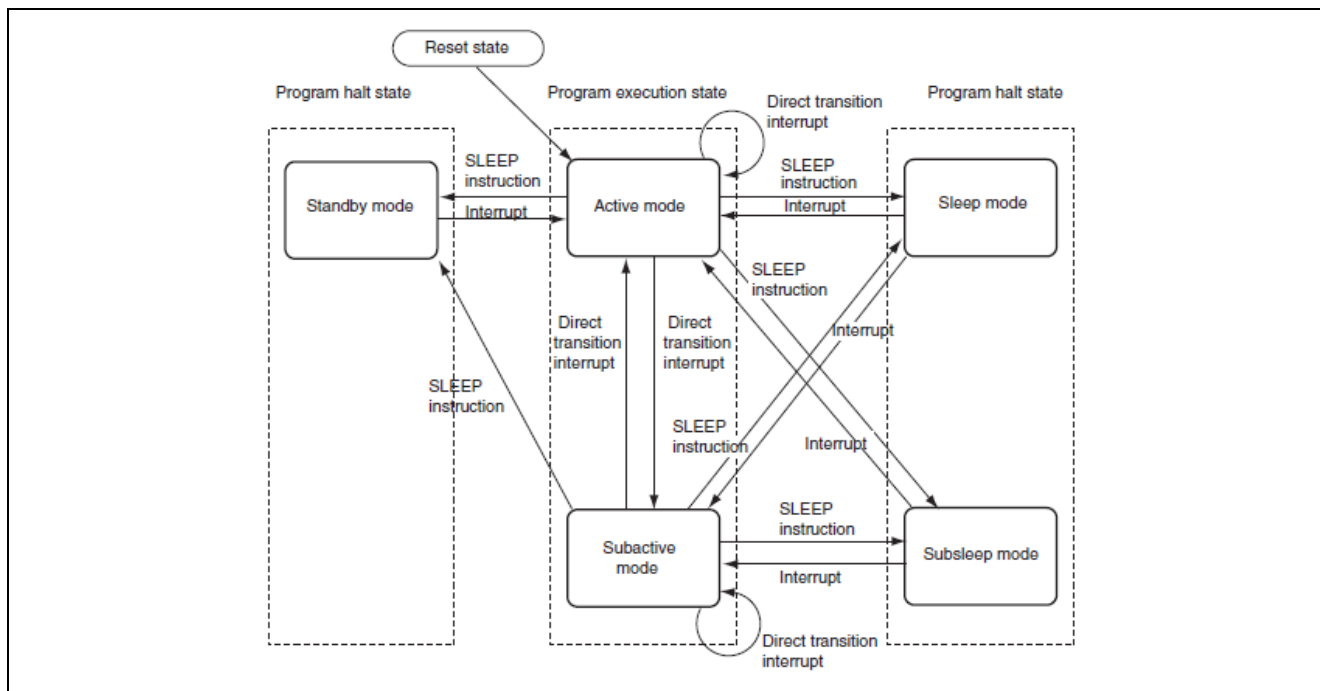 Reset state
Program halt state
Program execution state
Program halt state
Direct transition
interrupt
SLEEP
instruction
SLEEP
instruction
Standby mode
Interrupt
Active mode
Interrupt
Sleep mode
SLEEP
instruction
Direct
transition
interrupt
Direct
transition
interrupt
Interrupt
SLEEP
instruction
SLEEP
instruction
Interrupt
SLEEP
instruction
Subactive
mode
Subsleep mode
Interrupt
Direct transition
interrupt